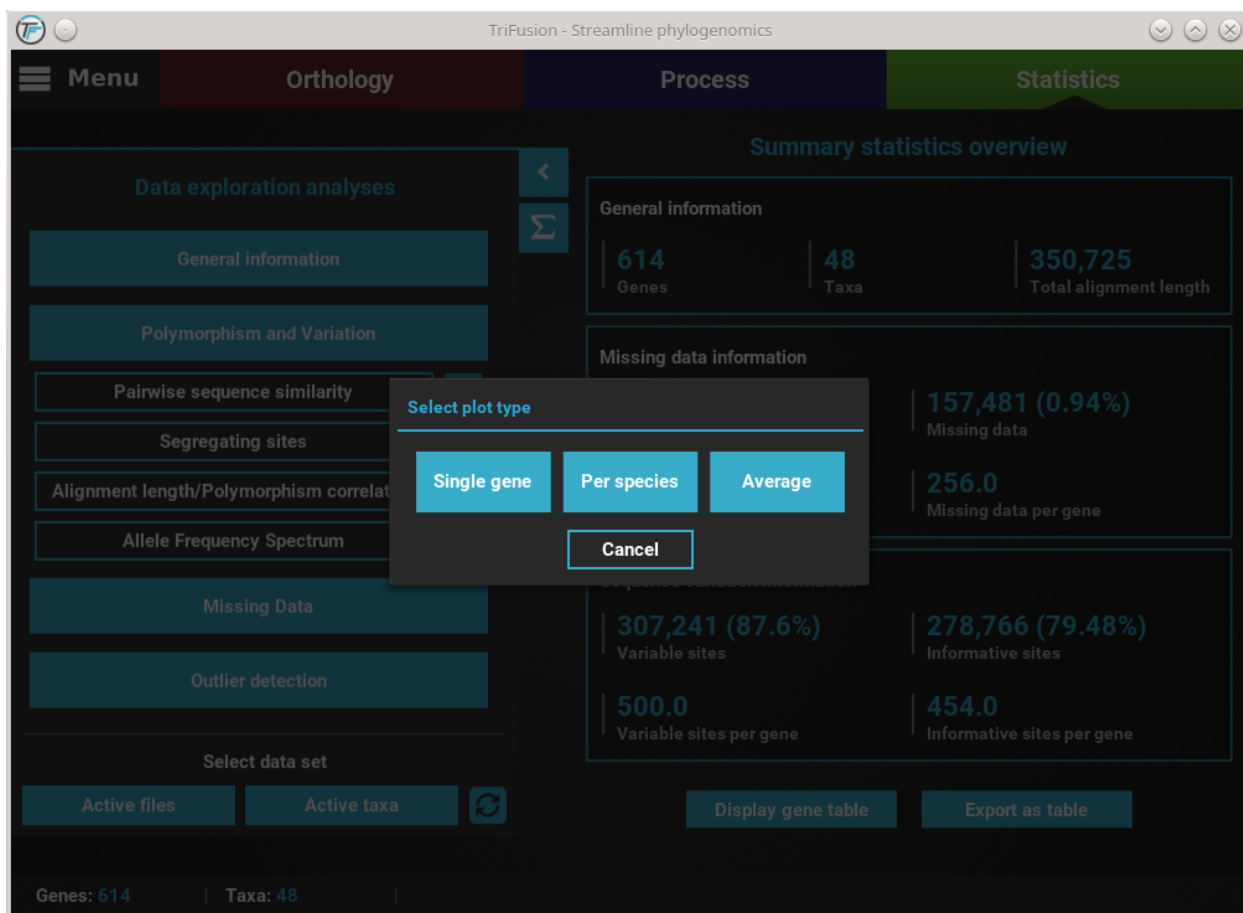 TriFusion - Streamline phylogenomics
Menu
Orthology
Process
Statistics
Data exploration analyses
General information
Polymorphism and Variation
Pairwise sequence similarity
Segregating sites
Alignment length/Polymorphism correlat
Allele Frequency Spectrum
Missing Data
Outlier detection
Select data set
Active files
Active taxa
<
Σ
Summary statistics overview
General information
614
Genes
48
Taxa
350,725
Total alignment length
Missing data information
157,481 (0.94%)
Missing data
256.0
Missing data per gene
307,241 (87.6%)
Variable sites
278,766 (79.48%)
Informative sites
500.0
Variable sites per gene
454.0
Informative sites per gene
Display gene table
Export as table
Select plot type
Single gene
Per species
Average
Cancel
Genes: 614
Taxa: 48